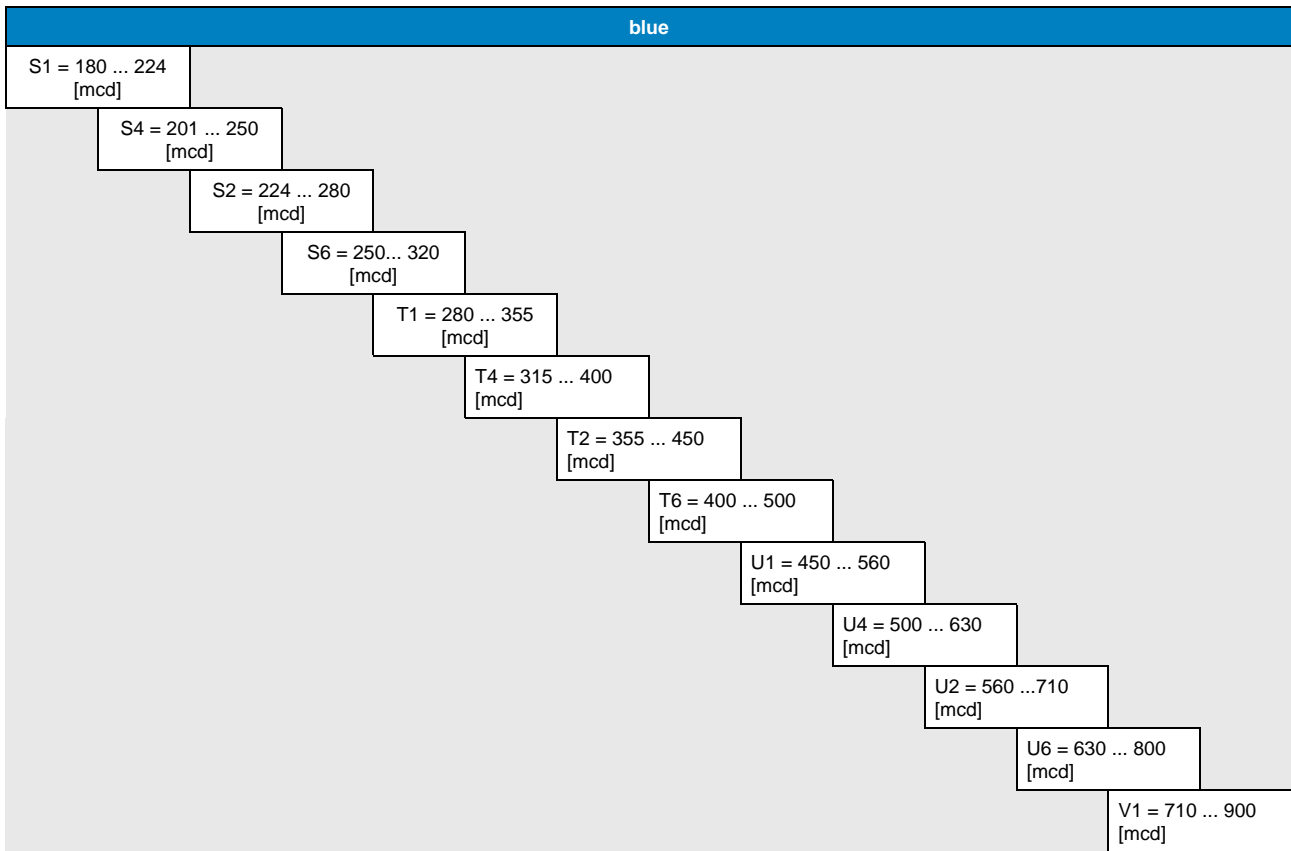 blue
S1 = 180 ... 224
[mcd]
S4 = 201 ... 250
[mcd]
S2 = 224 ... 280
[mcd]
S6 = 250... 320
[mcd]
T1 = 280 ... 355
[mcd]
T4 = 315 ... 400
[mcd]
T2 = 355 ... 450
[mcd]
T6 = 400 ... 500
[mcd]
U1 = 450 ... 560
[mcd]
U4 = 500 ... 630
[mcd]
U2 = 560 ...710
[mcd]
U6 = 630 ... 800
[mcd]
V1 = 710 ... 900
[mcd]